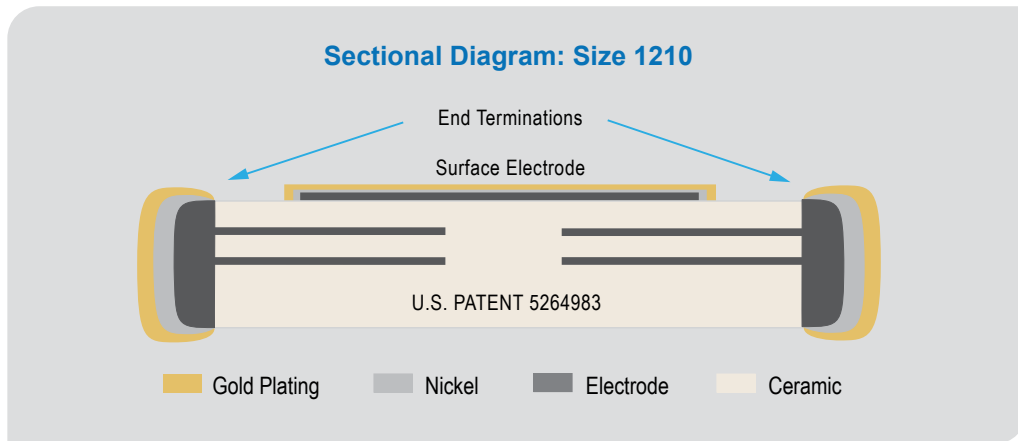 Sectional Diagram: Size 1210
End Terminations
Surface Electrode
U.S. PATENT 5264983
Gold Plating Nickel Electrode Ceramic